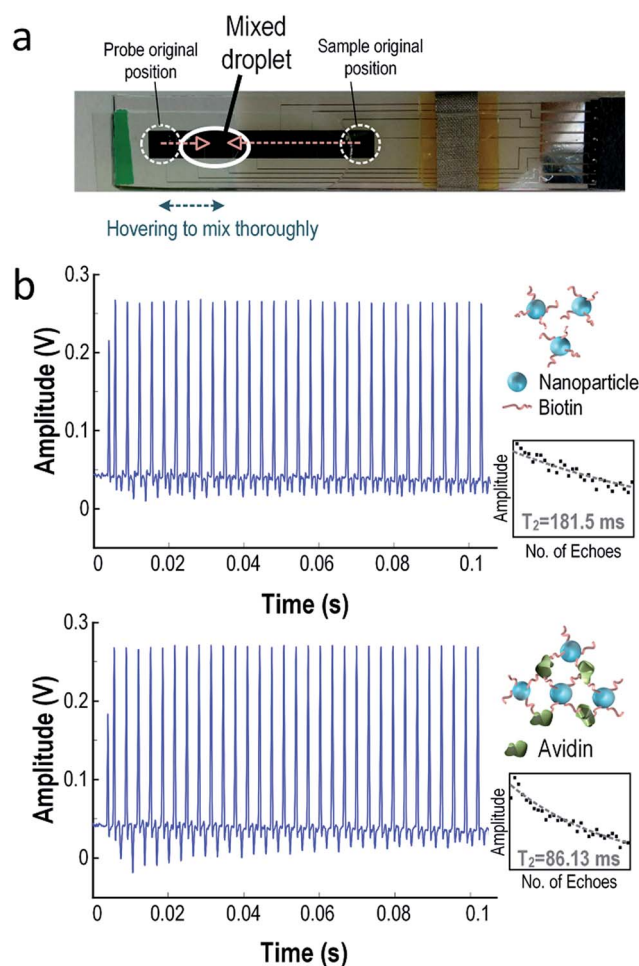 a
Probe original
position
Mixed
droplet
Sample original
position
Hovering to mix thoroughly
b
0.3
0.2
0.1
0
Amplitude (V)
0
0.02
0.04
0.06
0.08
0.1
Time (s)
Nanoparticle
Biotin
Amplitude
T₂=181.5 ms
No. of Echoes
0.3
0.2
0.1
0
Amplitude (V)
0
0.02
0.04
0.06
0.08
0.1
Time (s)
Avidin
Amplitude
T₂=86.13 ms
No. of Echoes